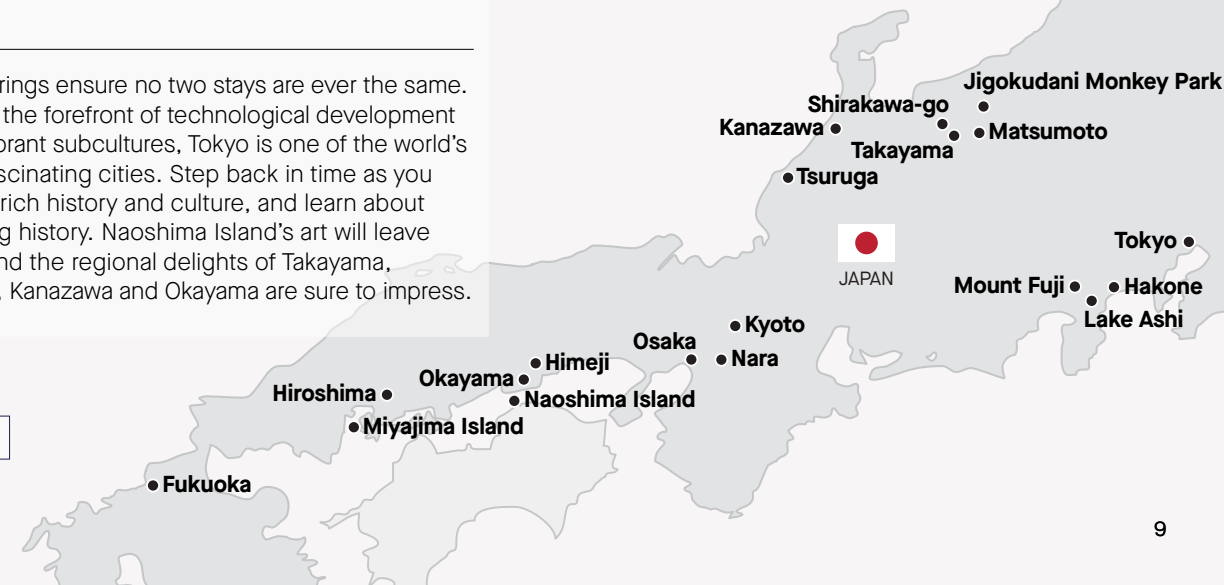 rings ensure no two stays are ever the same.
the forefront of technological development
brant subcultures, Tokyo is one of the world's
scinating cities. Step back in time as you
rich history and culture, and learn about
g history. Naoshima Island's art will leave
nd the regional delights of Takayama,
, Kanazawa and Okayama are sure to impress.
Jigokudani Monkey Park
Shirakawa-go
Kanazawa
Matsumoto
Takayama
Tsuruga
Tokyo
JAPAN
Mount Fuji
Hakone
Lake Ashi
Kyoto
Osaka
Nara
Himeji
Okayama
Hiroshima
Naoshima Island
Miyajima Island
Fukuoka
9